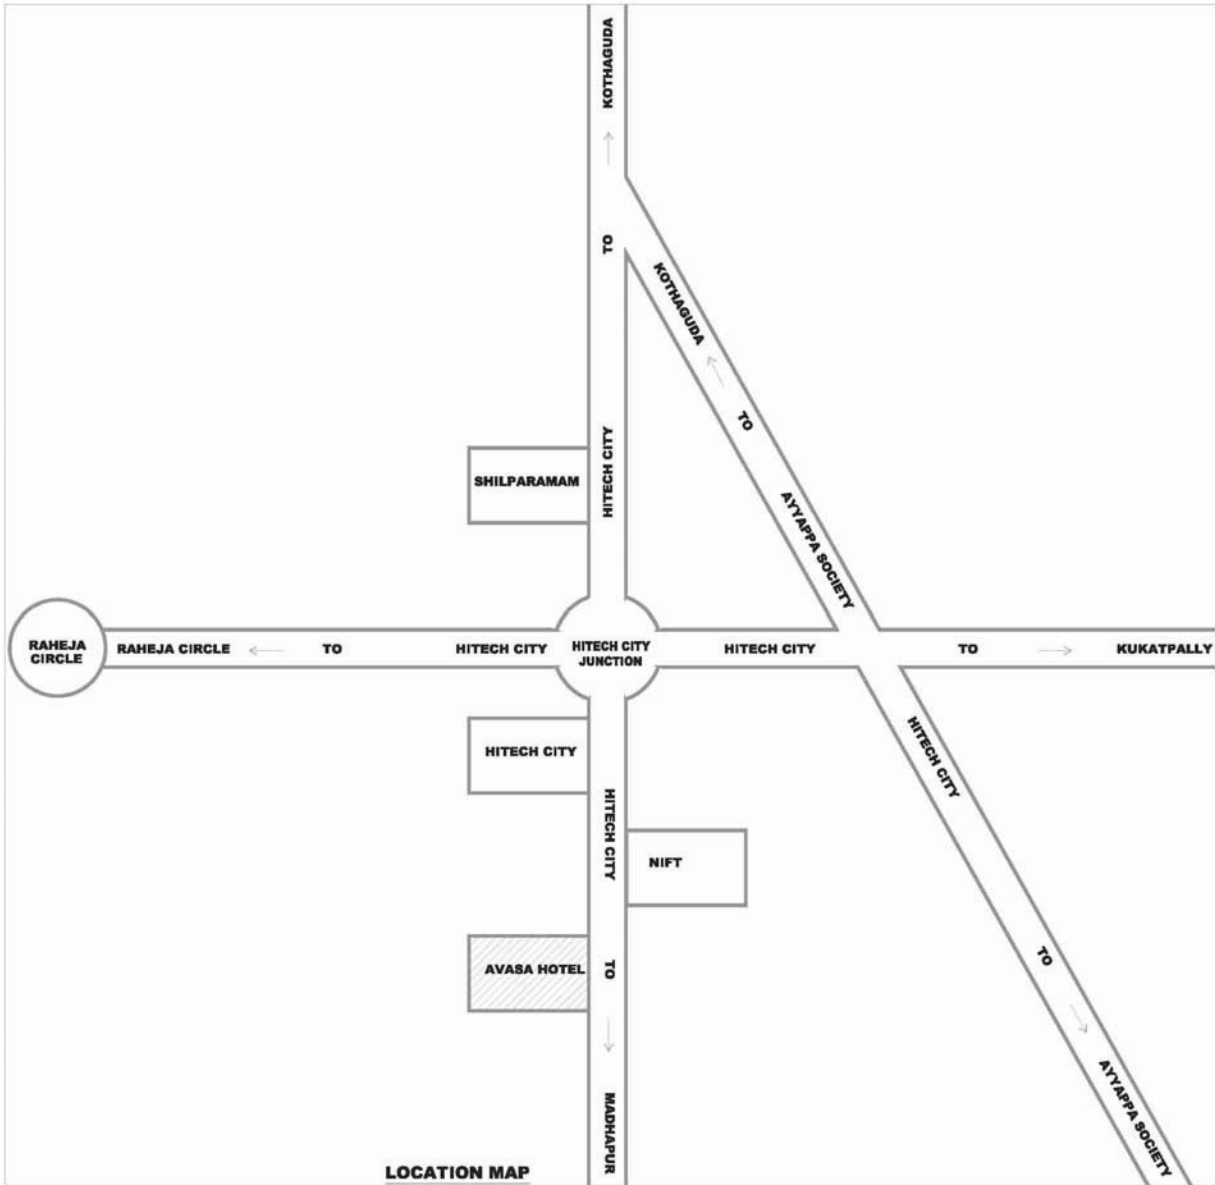 KOTHAGUDA
TO
HITECH CITY
KOTHAGUDA
TO
AYYAPPA SOCIETY
SHILPARAMAM
RAHEJA
CIRCLE
RAHEJA CIRCLE
TO
HITECH CITY
HITECH CITY
JUNCTION
HITECH CITY
TO
KUKATPALLY
HITECH CITY
HITECH CITY
NIFT
HITECH CITY
AVASA HOTEL
TO
TO
MADHAPUR
AYYAPPA SOCIETY
LOCATION MAP